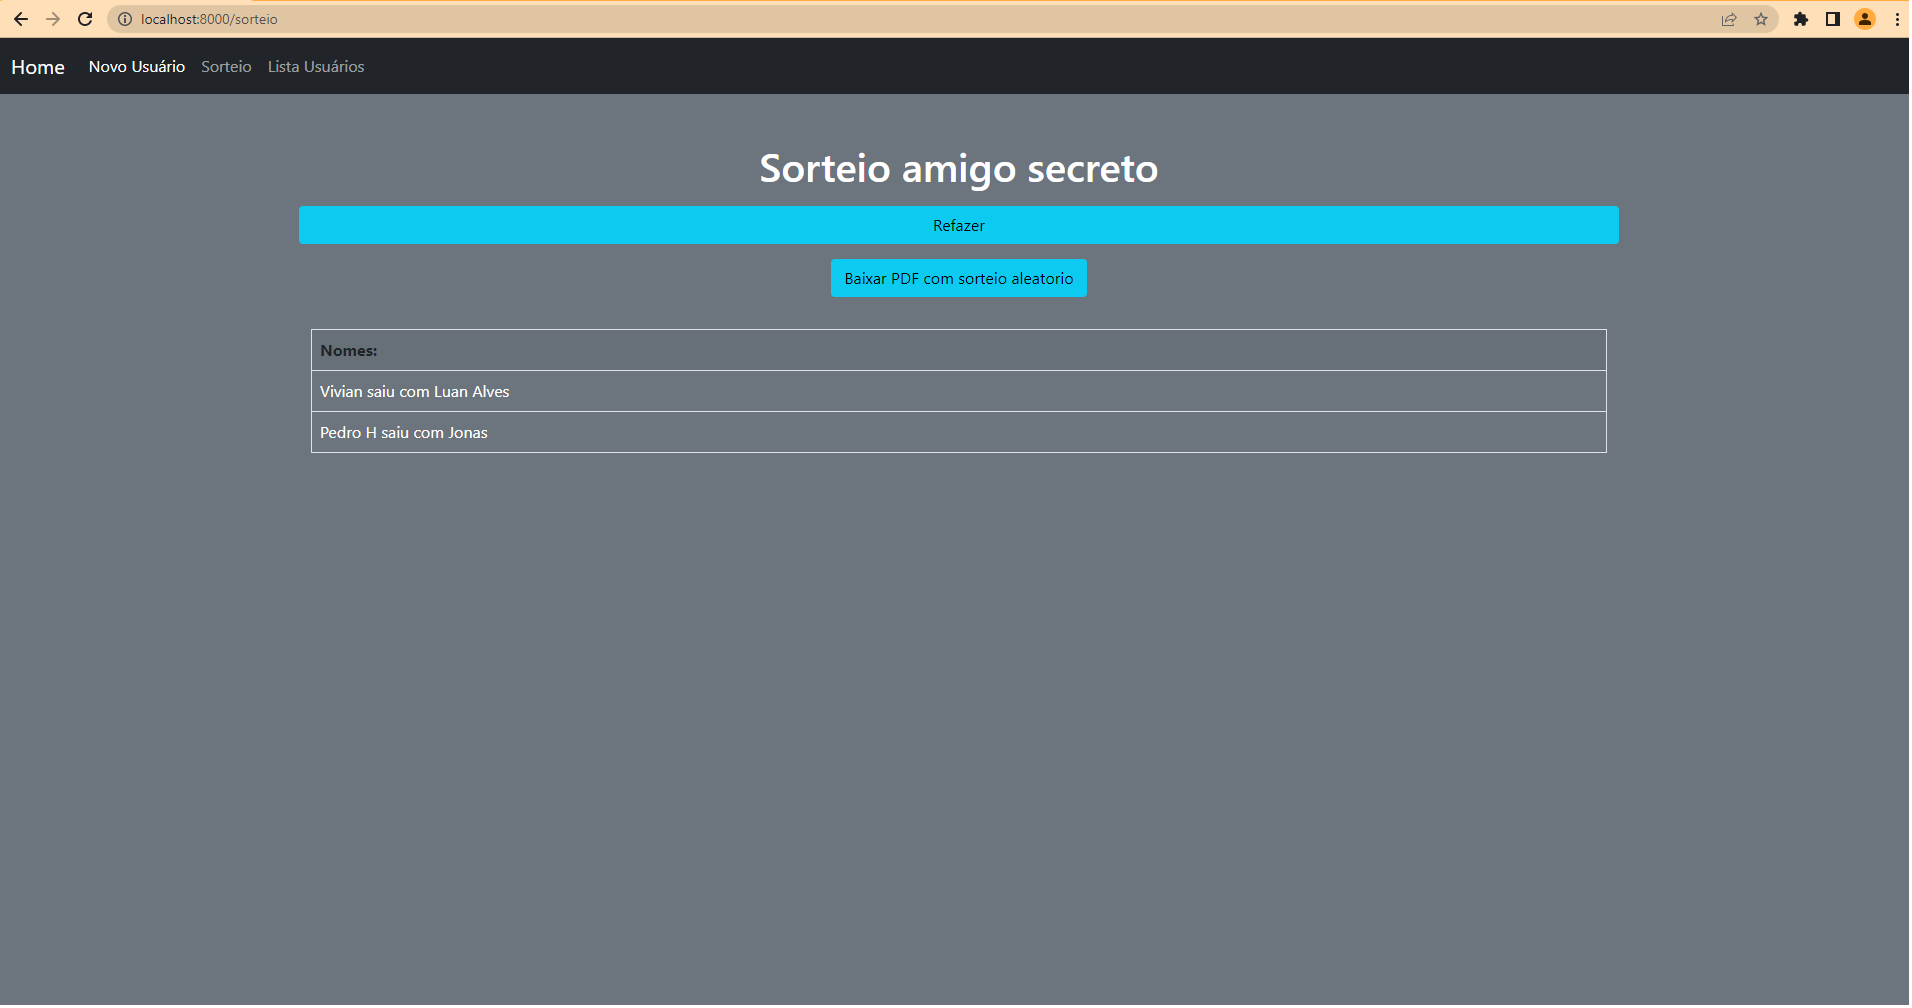 localhost:8000/sorteio
Home Novo Usuário Sorteio Lista Usuários
Sorteio amigo secreto
Refazer
Baixar PDF com sorteio aleatorio
Nomes:
Vivian saiu com Luan Alves
Pedro H saiu com Jonas